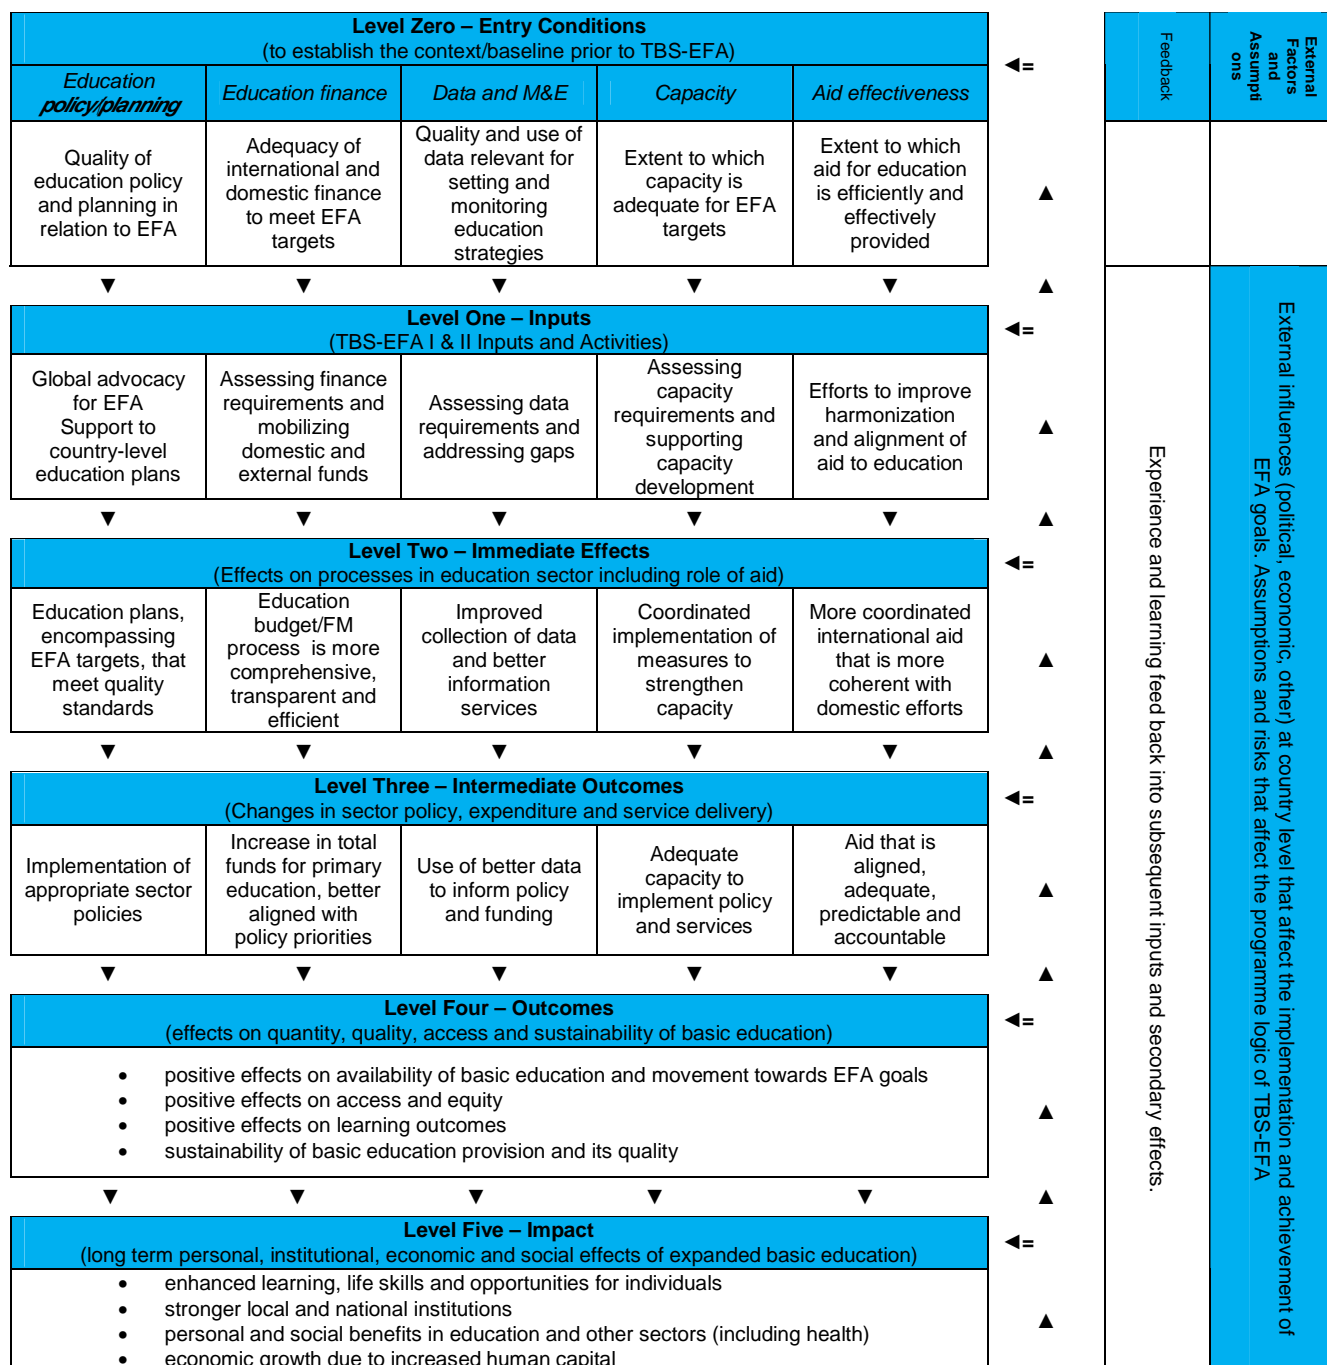 Level Zero – Entry Conditions
(to establish the context/baseline prior to TBS-EFA)
Education
policy/planning
Education finance
Data and M&E
Capacity
Aid effectiveness
Quality of
education policy
and planning in
relation to EFA
Adequacy of
international and
domestic finance
to meet EFA
targets
Quality and use of
data relevant for
setting and
monitoring
education
strategies
Extent to which
capacity is
adequate for EFA
targets
Extent to which
aid for education
is efficiently and
effectively
provided
Level One – Inputs
(TBS-EFA I & II Inputs and Activities)
Global advocacy
for EFA
Support to
country-level
education plans
Assessing finance
requirements and
mobilizing
domestic and
external funds
Assessing data
requirements and
addressing gaps
Assessing
capacity
requirements and
supporting
capacity
development
Efforts to improve
harmonization
and alignment of
aid to education
Level Two – Immediate Effects
(Effects on processes in education sector including role of aid)
Education plans,
encompassing
EFA targets, that
meet quality
standards
Education
budget/FM
process is more
comprehensive,
transparent and
efficient
Improved
collection of data
and better
information
services
Coordinated
implementation of
measures to
strengthen
capacity
More coordinated
international aid
that is more
coherent with
domestic efforts
Level Three – Intermediate Outcomes
(Changes in sector policy, expenditure and service delivery)
Implementation of
appropriate sector
policies
Increase in total
funds for primary
education, better
aligned with
policy priorities
Use of better data
to inform policy
and funding
Adequate
capacity to
implement policy
and services
Aid that is
aligned,
adequate,
predictable and
accountable
Level Four – Outcomes
(effects on quantity, quality, access and sustainability of basic education)
• positive effects on availability of basic education and movement towards EFA goals
• positive effects on access and equity
• positive effects on learning outcomes
• sustainability of basic education provision and its quality
Level Five – Impact
(long term personal, institutional, economic and social effects of expanded basic education)
• enhanced learning, life skills and opportunities for individuals
• stronger local and national institutions
• personal and social benefits in education and other sectors (including health)
• economic growth due to increased human capital
Feedback
Experience and learning feed back into subsequent inputs and secondary effects.
External
Factors
and
Assumpti
ons
External influences (political, economic, other) at country level that affect the implementation and achievement of
EFA goals. Assumptions and risks that affect the programme logic of TBS-EFA